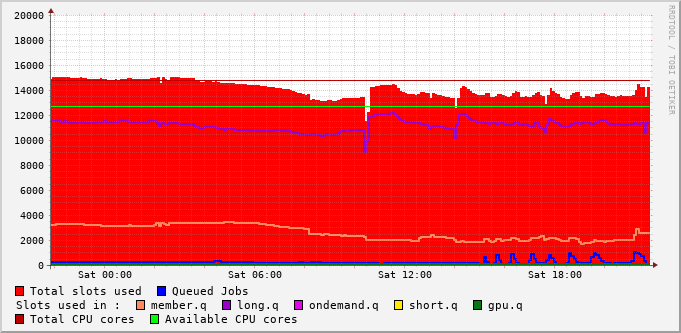 20000
18000
16000
14000
12000
10000
8000
6000
4000
2000
0
Sat 00:00 Sat 06:00 Sat 12:00 Sat 18:00
RRDTOOL / TOBI OETIKER
Total slots used Queued Jobs
Slots used in : member.q long.q ondemand.q short.q gpu.q
Total CPU cores Available CPU cores